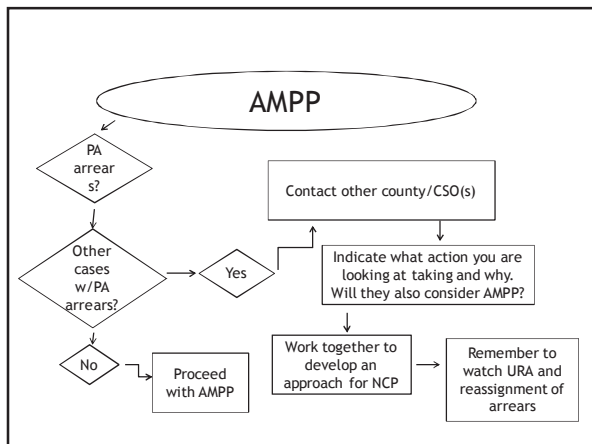 AMPP
PA
arrear
s?
Other
cases
w/PA
arrears?
Yes
No
Proceed
with AMPP
Contact other county/CSO(s)
Indicate what action you are
looking at taking and why.
Will they also consider AMPP?
Work together to
develop an
approach for NCP
Remember to
watch URA and
reassignment of
arrears